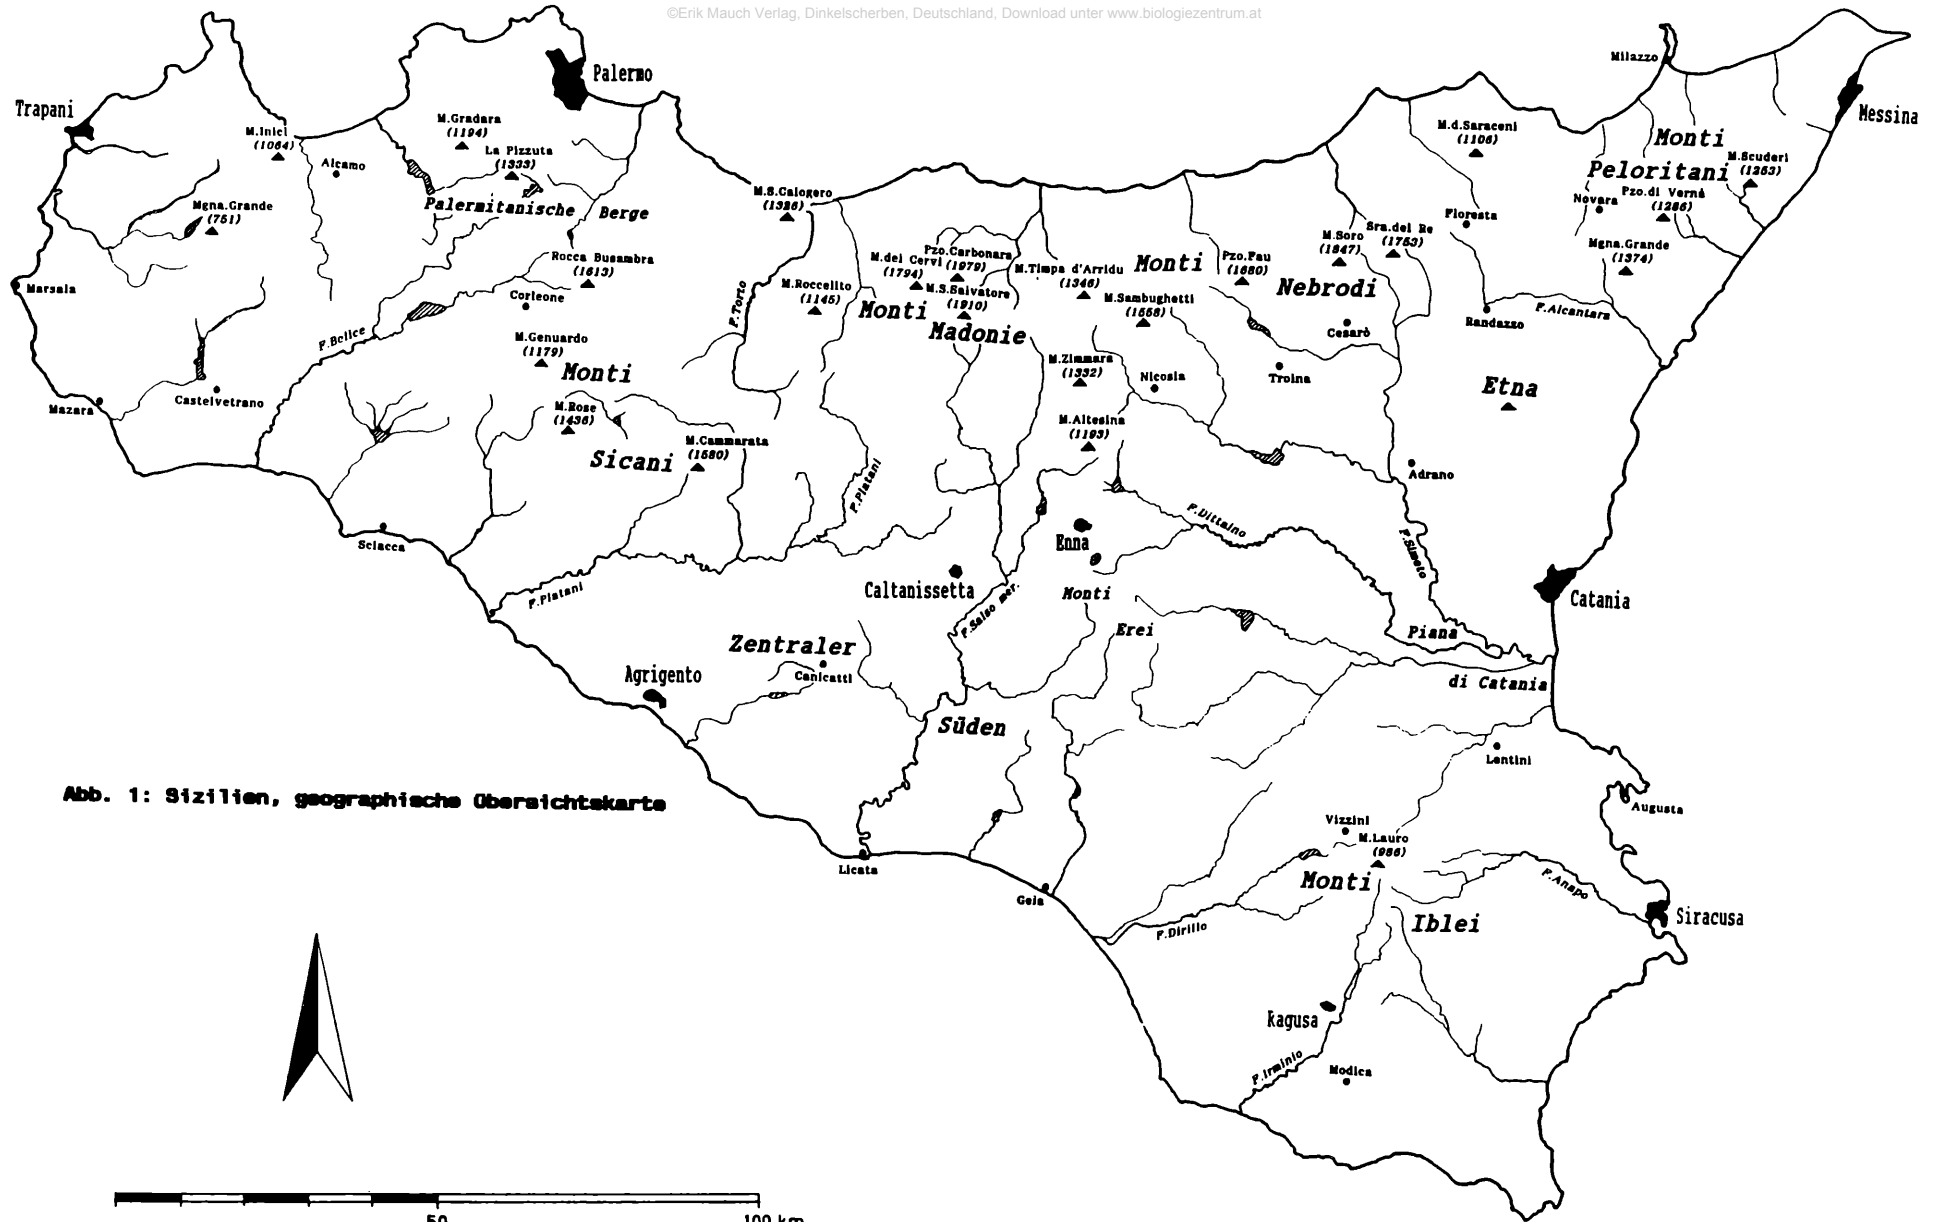 ©Erik Mauch Verlag, Dinkelscherben, Deutschland, Download unter www.biologiezentrum.at
Milazzo
Palermo
Trapani
Messina
M.Inici
(1064)
M.Gradara
(1194)
La Pizzuta
(1333)
Alcamo
M.d.Saraceni
(1106)
Monti
Peloritani
M.Scuderi
(1253)
Pzo.di Vernà
(1286)
Novara
Mgna.Grande
(751)
Palermitanische Berge
M.S.Calogero
(1326)
Floresta
Sra.del Re
(1753)
M.Soro
(1847)
Mgna.Grande
(1374)
Rocca Busambra
(1613)
Pzo.Carbonara
(1979)
M.dei Cervi
(1794)
M.S.Salvatore
(1910)
M.Timpa d'Arridu
(1346)
Monti
Nebrodi
Pzo.Fau
(1680)
Marsala
Corleone
F.Torto
M.Roccelito
(1145)
Monti
Madonie
M.Sambughetti
(1558)
Cesarò
Randazzo
F.Alcantara
F.Belice
M.Genuardo
(1179)
Monti
Sicani
M.Zimmara
(1332)
Nicosia
Troina
Etna
Mazara
Castelvetrano
M.Rose
(1436)
M.Cammarata
(1580)
M.Altesina
(1193)
Adrano
F.Platani
Sciacca
F.Dittaino
F.Simeto
Enna
Caltanissetta
F.Platani
F.Salso mer.
Monti
Erei
Catania
Piana
di Catania
Zentraler
Süden
Canicatti
Agrigento
Lentini
Abb. 1: Sizilien, geographische Übersichtskarte
Augusta
Vizzini
M.Lauro
(986)
Licata
Gela
Monti
Iblei
F.Anapo
Siracusa
F.Dirillo
Ragusa
F.Irminio
Modica
50
100 km